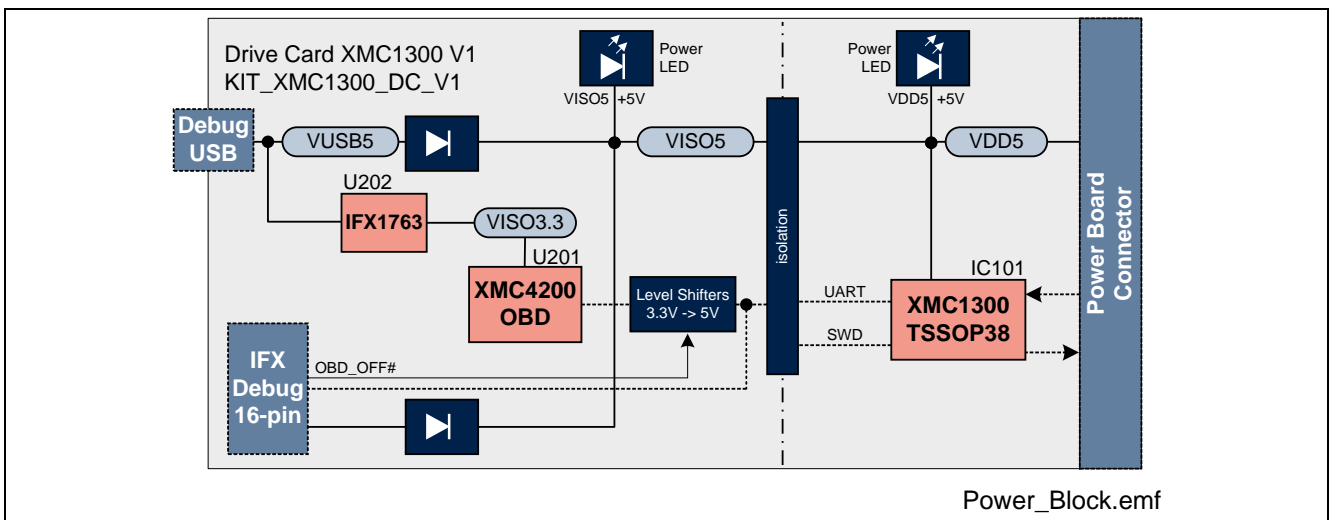 Drive Card XMC1300 V1
KIT_XMC1300_DC_V1
Power
LED
Power
LED
VISO5 +5V
VDD5 +5V
Debug
USB
VUSB5
VISO5
VDD5
U202
IFX1763
VISO3.3
U201
XMC4200
OBD
Level Shifters
3.3V -> 5V
isolation
UART
SWD
IC101
XMC1300
TSSOP38
Power Board
Connector
IFX
Debug
16-pin
OBD_OFF#
Power_Block.emf